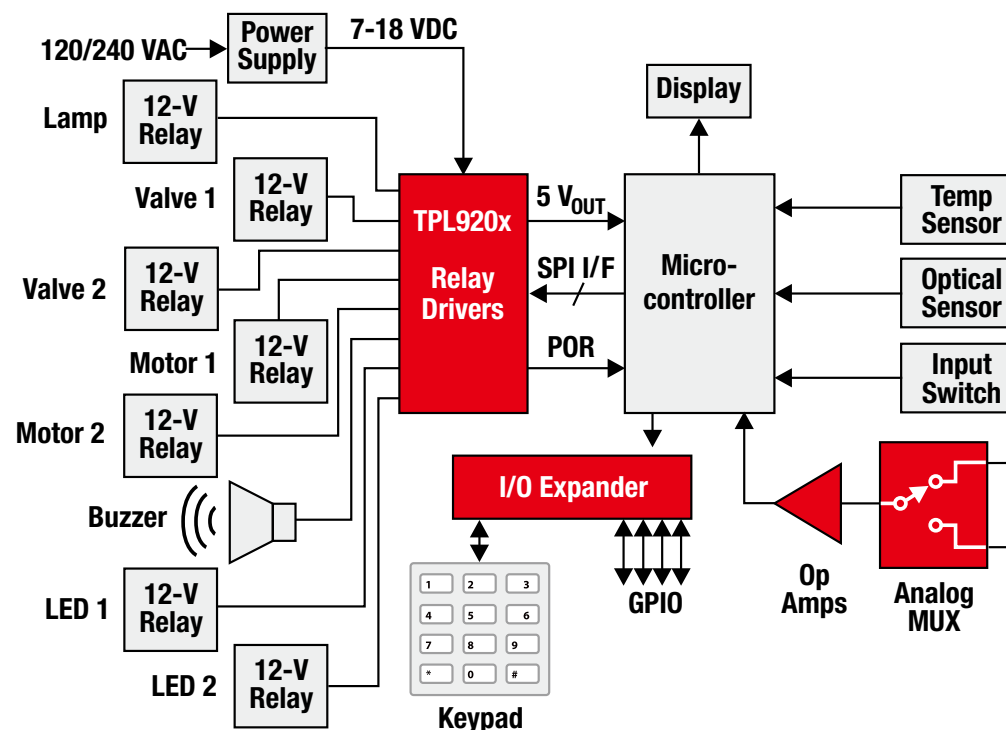 120/240 VAC
Power
Supply
7-18 VDC
Lamp
12-V
Relay
Valve 1
12-V
Relay
Valve 2
12-V
Relay
Motor 1
12-V
Relay
Motor 2
12-V
Relay
Buzzer
LED 1
12-V
Relay
LED 2
12-V
Relay
TPL920x
Relay
Drivers
5 VOUT
SPI I/F
POR
Display
Micro-
controller
Temp
Sensor
Optical
Sensor
Input
Switch
I/O Expander
1 2 3
4 5 6
7 8 9
* 0 #
Keypad
GPIO
Op
Amps
Analog
MUX